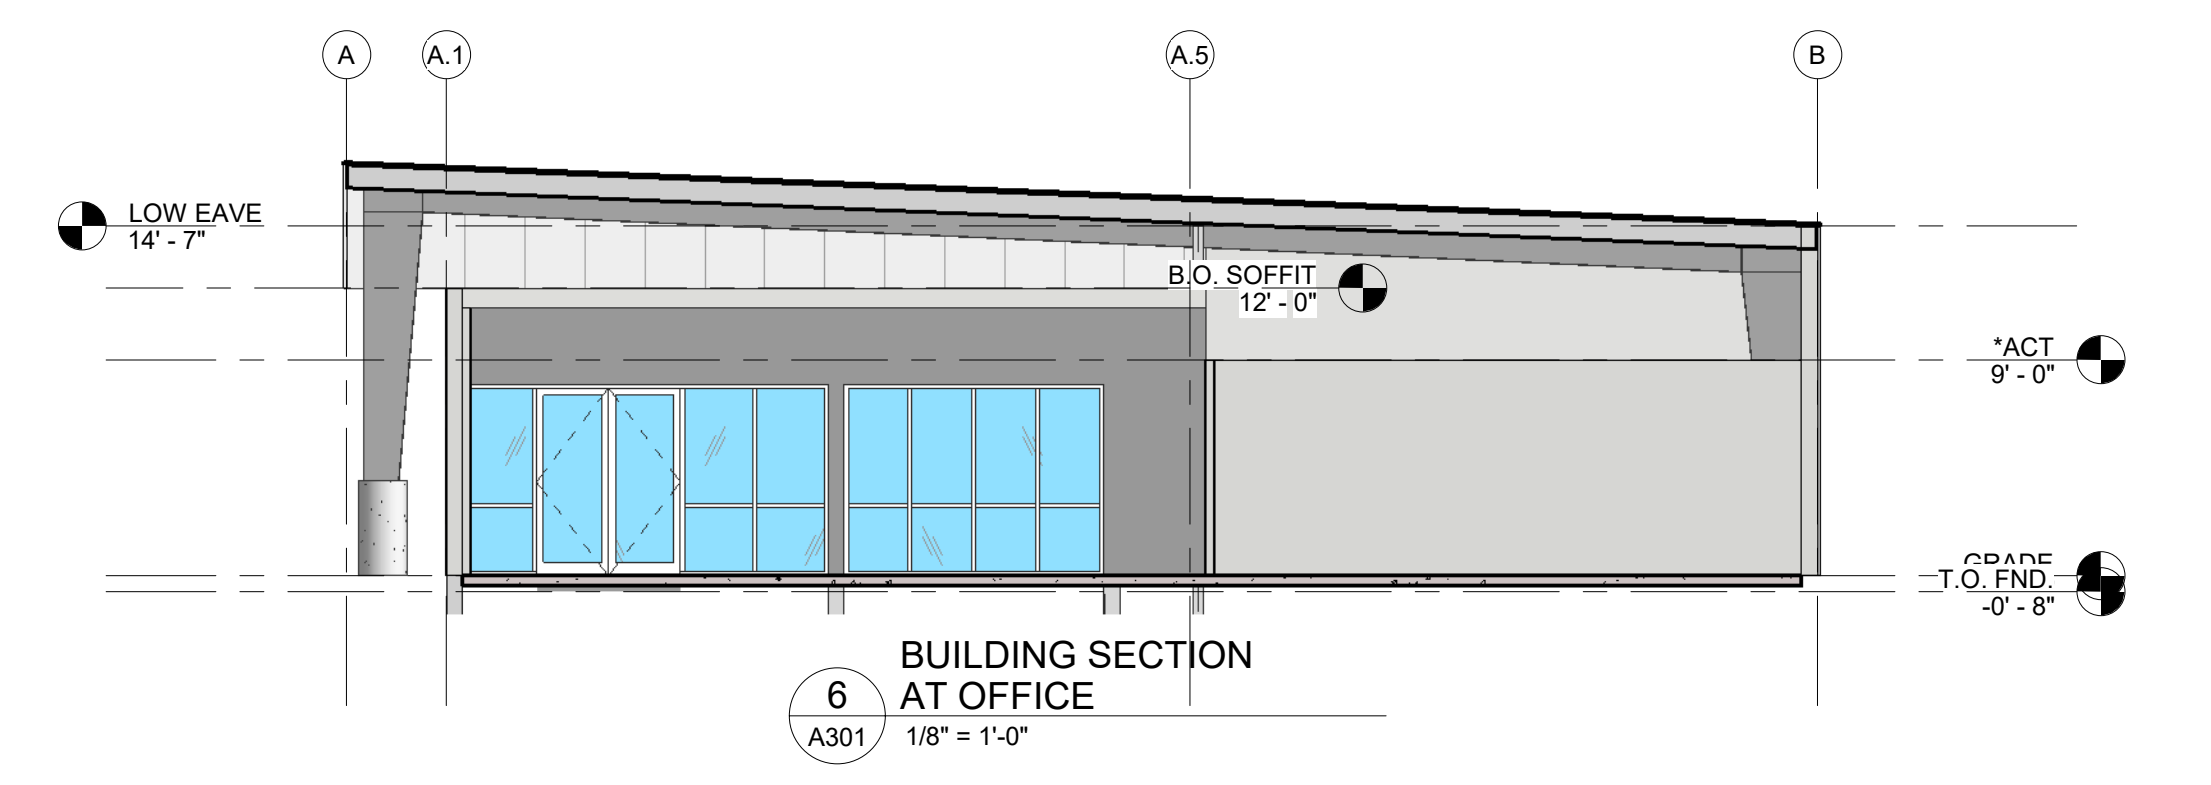 A
A.1
A.5
B
LOW EAVE
14' - 7"
B.O. SOFFIT
12' - 0"
*ACT
9' - 0"
GRADE
T.O. FND.
-0' - 8"
BUILDING SECTION
AT OFFICE
6
A301
1/8" = 1'-0"